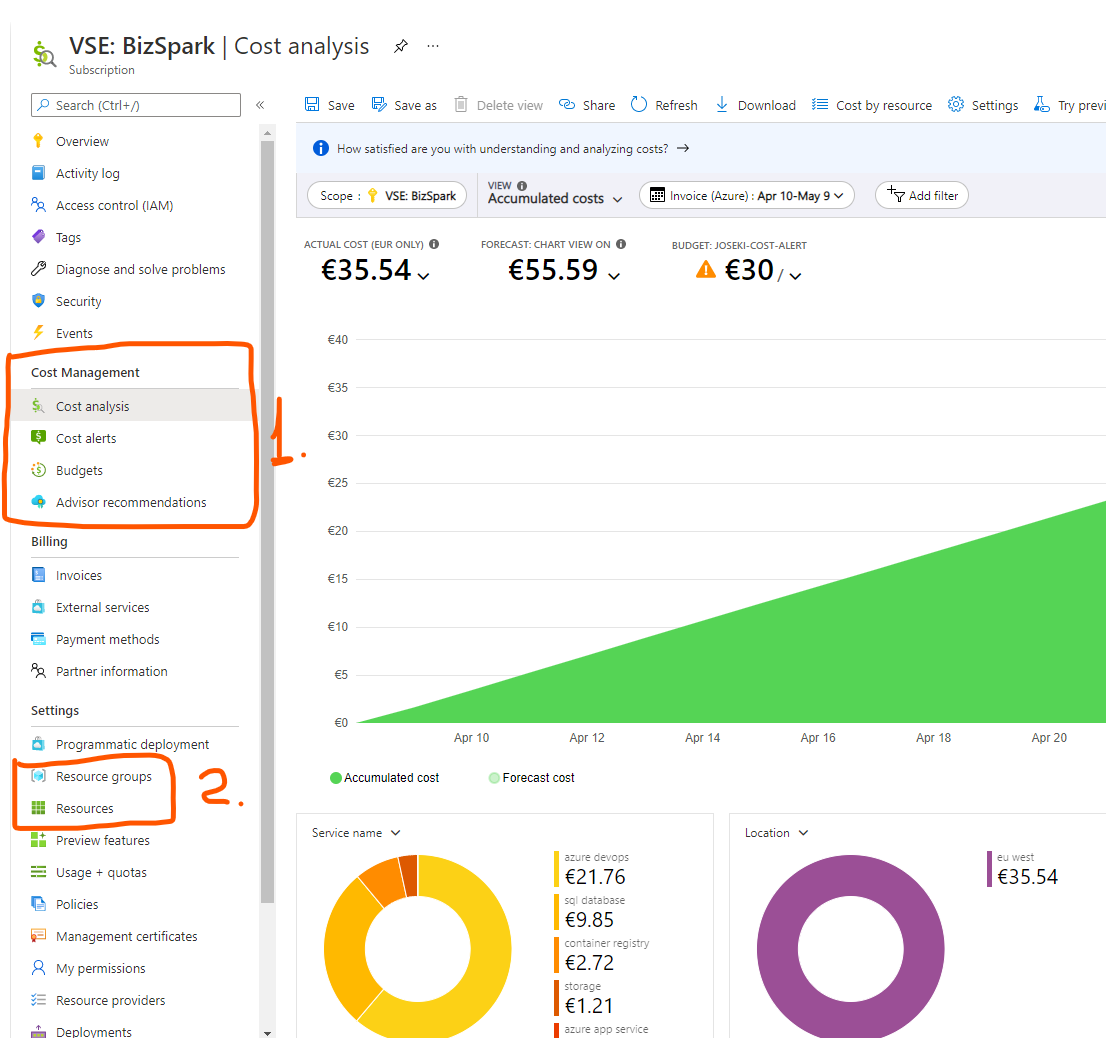 VSE: BizSpark | Cost analysis ...
Subscription
Search (Ctrl+/)
«
Overview
Activity log
Access control (IAM)
Tags
Diagnose and solve problems
Security
Events
Cost Management
Cost analysis
Cost alerts
Budgets
Advisor recommendations
1.
Billing
Invoices
External services
Payment methods
Partner information
Settings
Programmatic deployment
Resource groups
Resources
2.
Preview features
Usage + quotas
Policies
Management certificates
My permissions
Resource providers
Deployments
Save Save as Delete view Share Refresh Download Cost by resource Settings Try previ
How satisfied are you with understanding and analyzing costs? →
Scope : VSE: BizSpark
VIEW
Accumulated costs
Invoice (Azure) : Apr 10-May 9
Add filter
ACTUAL COST (EUR ONLY)
€35.54
FORECAST: CHART VIEW ON
€55.59
BUDGET: JOSEKI-COST-ALERT
€30 /
€40
€35
€30
€25
€20
€15
€10
€5
€0
Apr 10 Apr 12 Apr 14 Apr 16 Apr 18 Apr 20
Accumulated cost Forecast cost
Service name
azure devops
€21.76
sql database
€9.85
container registry
€2.72
storage
€1.21
azure app service
Location
eu west
€35.54